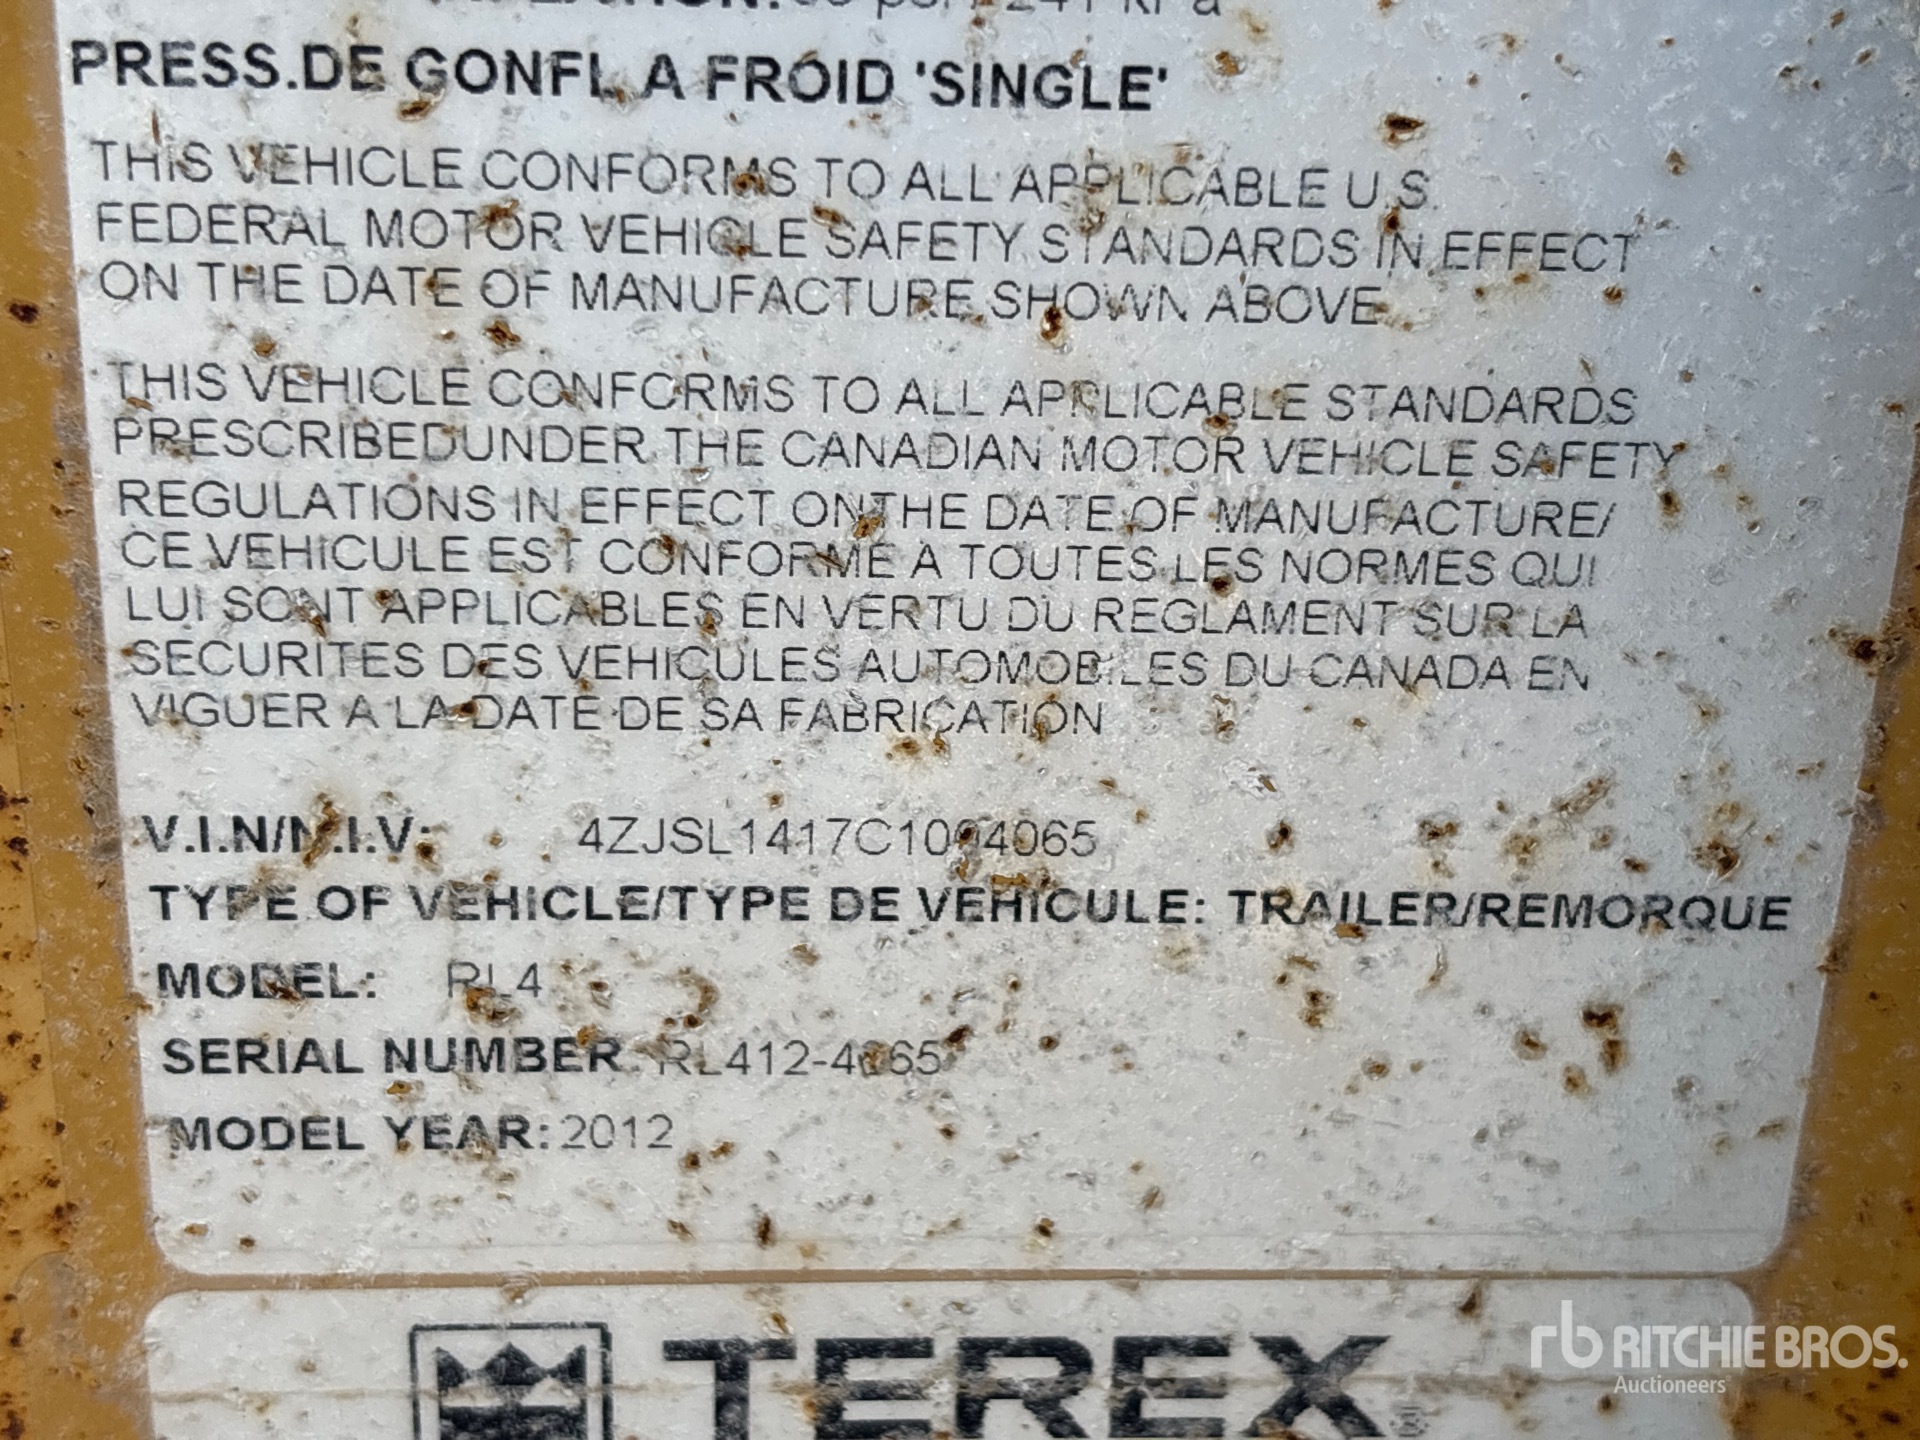 PRESS.DE GONFL A FROID 'SINGLE'
THIS VEHICLE CONFORMS TO ALL APPLICABLE U.S.
FEDERAL MOTOR VEHICLE SAFETY STANDARDS IN EFFECT
ON THE DATE OF MANUFACTURE SHOWN ABOVE
THIS VEHICLE CONFORMS TO ALL APPLICABLE STANDARDS
PRESCRIBEDUNDER THE CANADIAN MOTOR VEHICLE SAFETY
REGULATIONS IN EFFECT ON THE DATE OF MANUFACTURE/
CE VEHICULE EST CONFORME A TOUTES LES NORMES QUI
LUI SONT APPLICABLES EN VERTU DU REGLAMENT SUR LA
SECURITES DES VEHICULES AUTOMOBILES DU CANADA EN
VIGUER A LA DATE DE SA FABRICATION
V.I.N/N.I.V: 4ZJSL1417C1004065
TYPE OF VEHICLE/TYPE DE VEHICULE: TRAILER/REMORQUE
MODEL: RL4
SERIAL NUMBER: RL412-4065
MODEL YEAR: 2012
TEREX
rb RITCHIE BROS.
Auctioneers